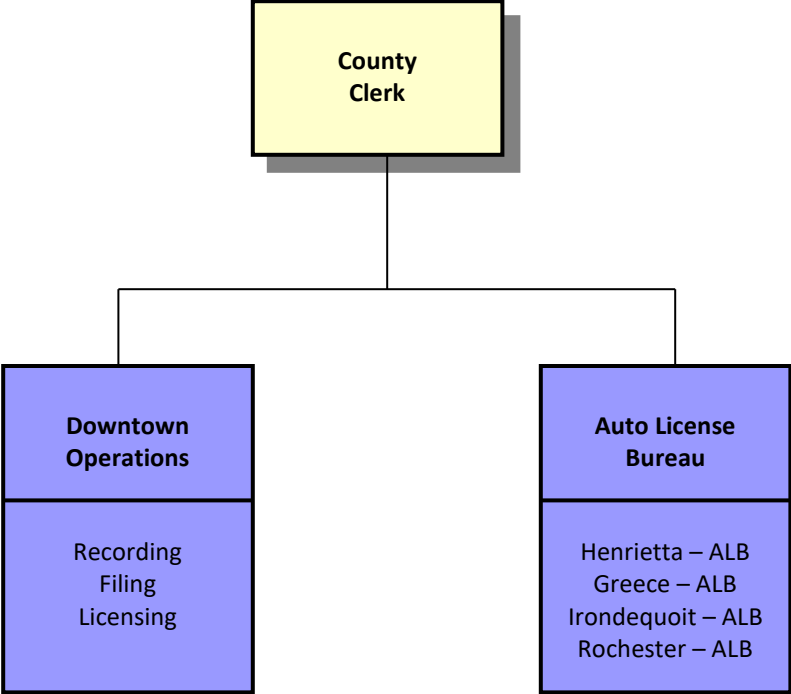 County
Clerk
Downtown
Operations
Recording
Filing
Licensing
Auto License
Bureau
Henrietta – ALB
Greece – ALB
Irondequoit – ALB
Rochester – ALB